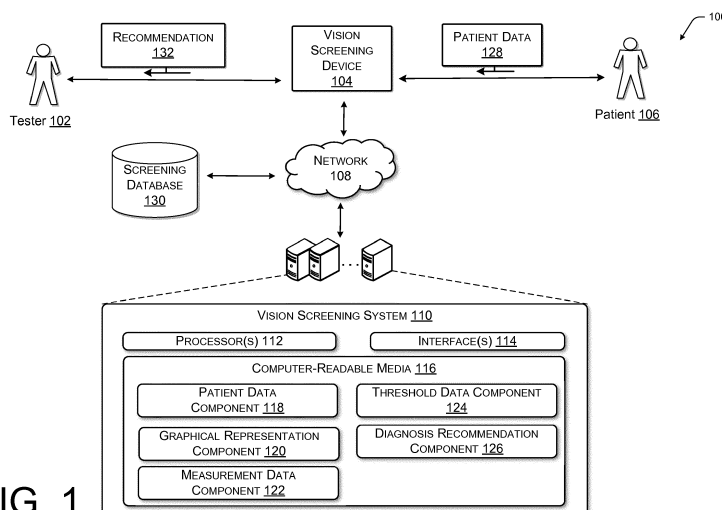 RECOMMENDATION
132
VISION
SCREENING
DEVICE
104
PATIENT DATA
128
Tester 102
Patient 106
NETWORK
108
SCREENING
DATABASE
130
VISION SCREENING SYSTEM 110
PROCESSOR(S) 112
INTERFACE(S) 114
COMPUTER-READABLE MEDIA 116
PATIENT DATA
COMPONENT 118
THRESHOLD DATA COMPONENT
124
GRAPHICAL REPRESENTATION
COMPONENT 120
DIAGNOSIS RECOMMENDATION
COMPONENT 126
MEASUREMENT DATA
COMPONENT 122
IG. 1